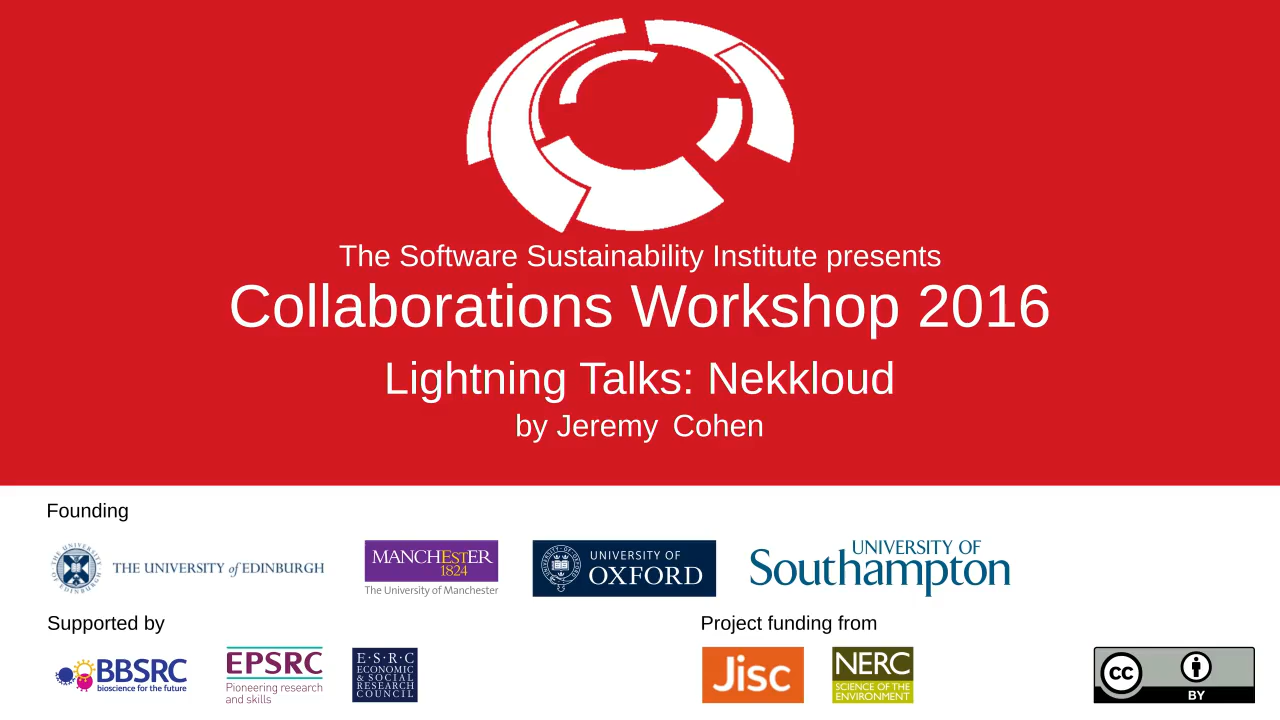 The Software Sustainability Institute presents
Collaborations Workshop 2016
Lightning Talks: Nekkloud
by Jeremy Cohen
Founding
THE UNIVERSITY of EDINBURGH
MANCHESTER
1824
The University of Manchester
UNIVERSITY OF
OXFORD
UNIVERSITY OF
Southampton
Supported by
Project funding from
BBSRC
bioscience for the future
EPSRC
Pioneering research
and skills
E·S·R·C
ECONOMIC
& SOCIAL
RESEARCH
COUNCIL
Jisc
NERC
SCIENCE OF THE
ENVIRONMENT
cc
BY